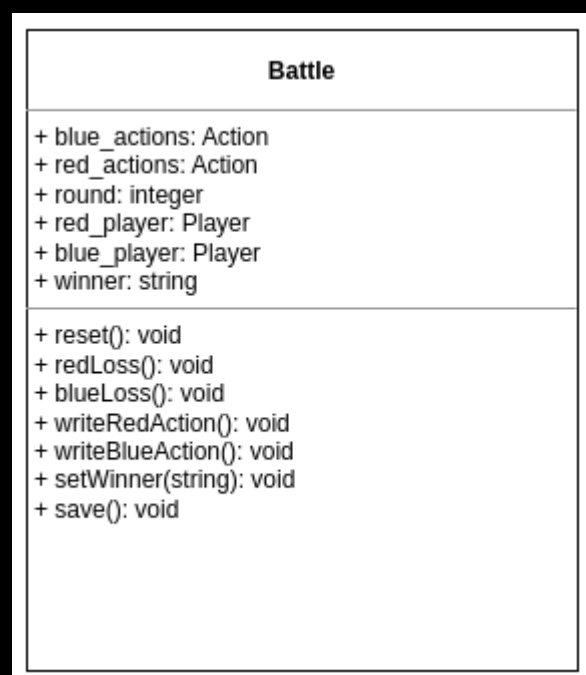 Battle
+ blue_actions: Action
+ red_actions: Action
+ round: integer
+ red_player: Player
+ blue_player: Player
+ winner: string
+ reset(): void
+ redLoss(): void
+ blueLoss(): void
+ writeRedAction(): void
+ writeBlueAction(): void
+ setWinner(string): void
+ save(): void